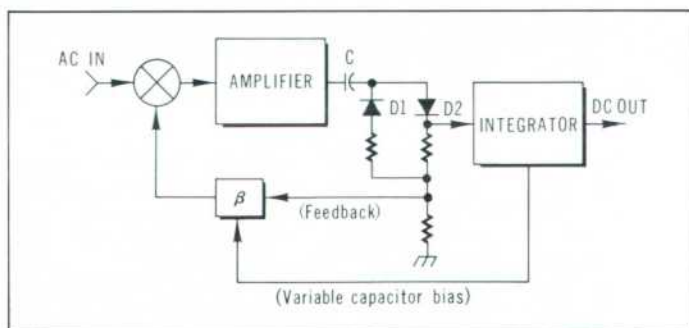 AC IN
AMPLIFIER
C
D1
D2
INTEGRATOR
DC OUT
β
(Feedback)
(Variable capacitor bias)